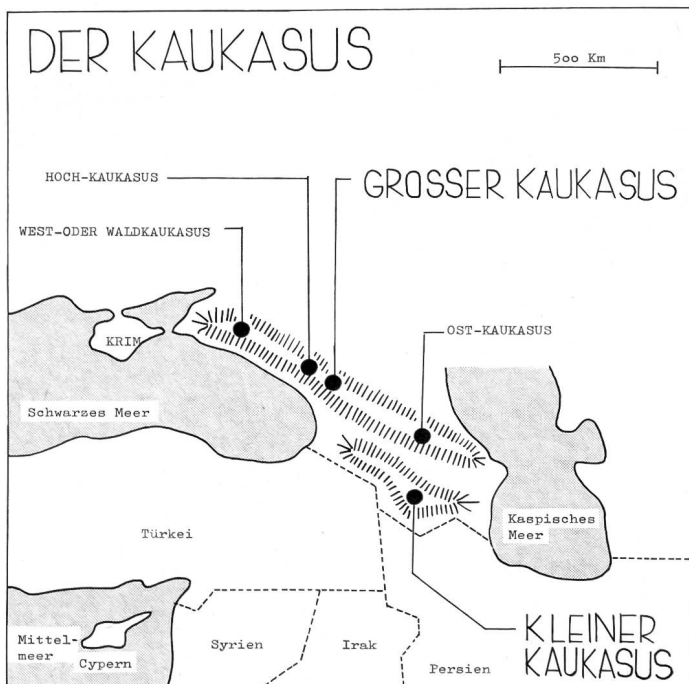 DER KAUKASUS
5oo Km
HOCH-KAUKASUS
GROSSER KAUKASUS
WEST-ODER WALDKAUKASUS
KRIM
OST-KAUKASUS
Schwarzes Meer
Kaspisches
Meer
Türkei
Mittel-
meer
Cypern
Syrien
Irak
Persien
KLEINER
KAUKASUS